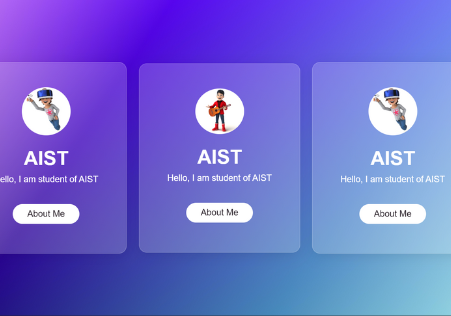 AIST
ello, I am student of AIST
About Me
AIST
Hello, I am student of AIST
About Me
AIST
Hello, I am student of AIST
About Me